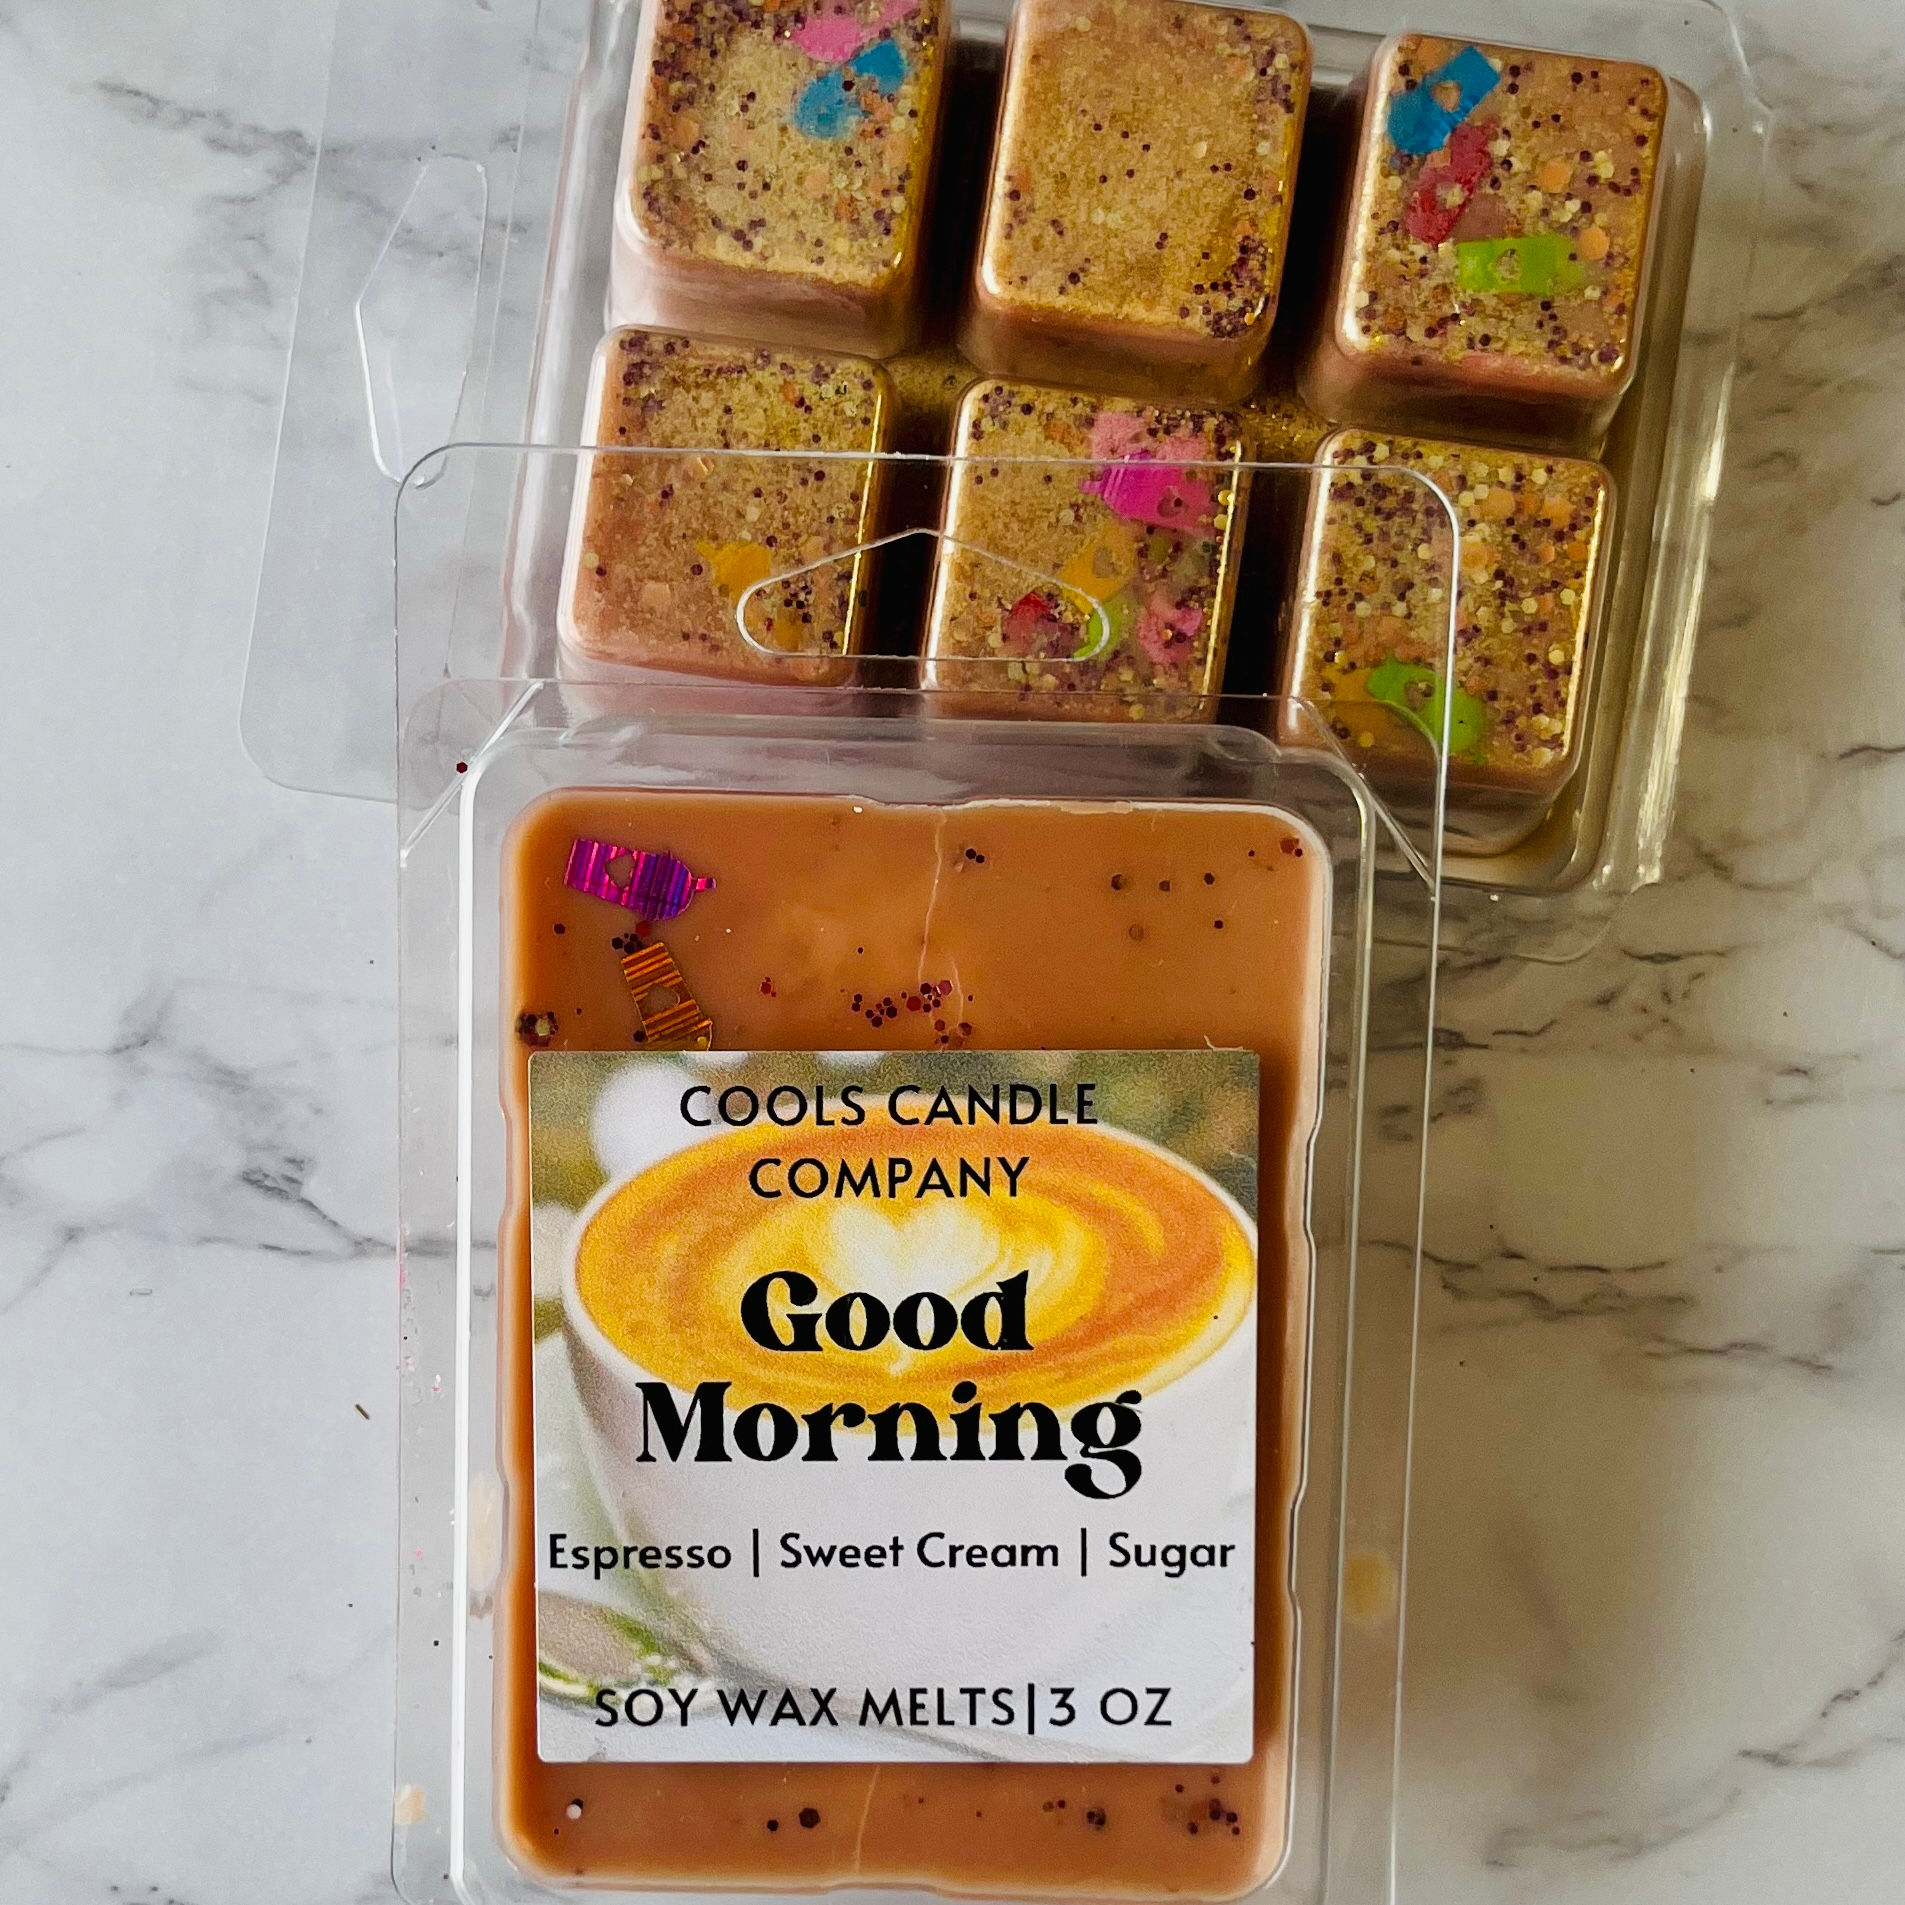 COOLS CANDLE
COMPANY
Good
Morning
Espresso | Sweet Cream | Sugar
SOY WAX MELTS|3 OZ